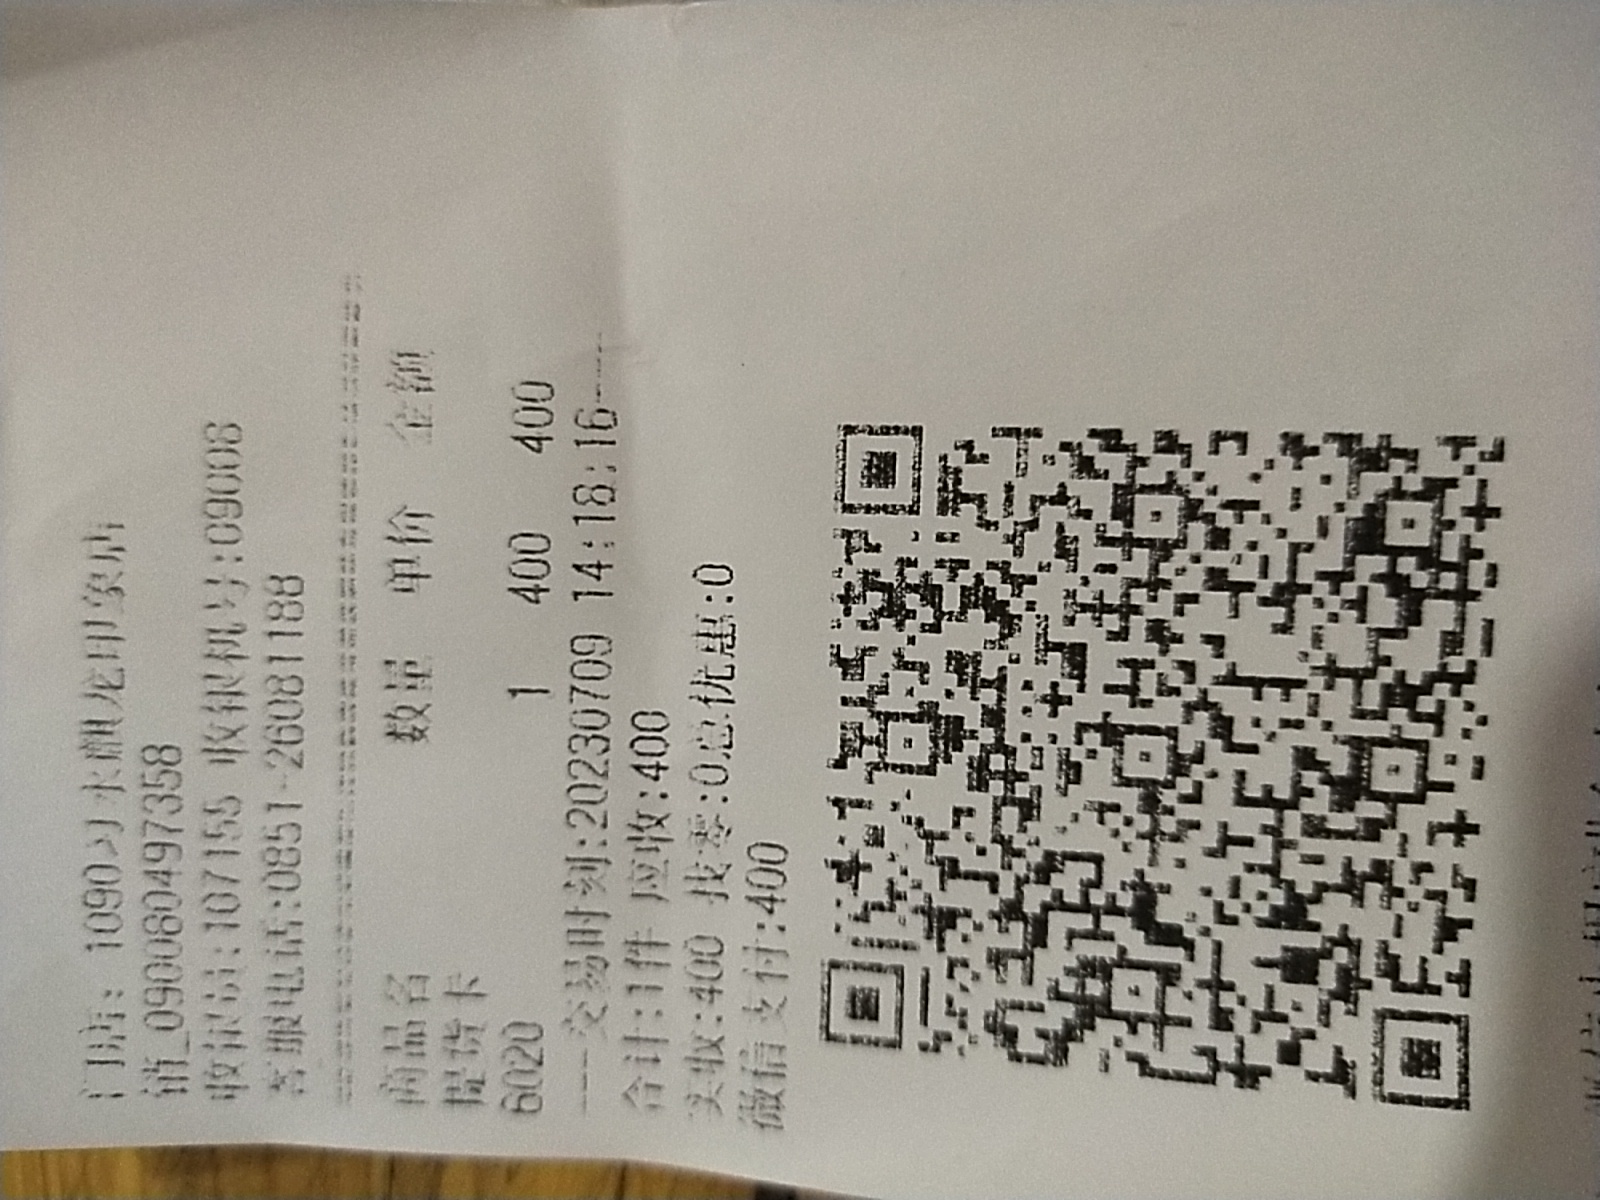 门店: 1090习水麒龙印象店
销_090080497358
收银员:107155 收银机号:09008
客服电话:0851-26081188
商品名 数量 单价 金额
提货卡
6020 1 400 400
---交易时刻:20230709 14:18:16----
合计:1件 应收:400
实收:400 找零:0总优惠:0
微信支付:400